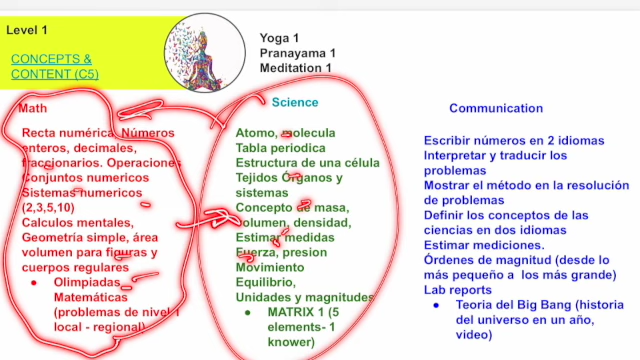 Level 1
CONCEPTS &
CONTENT (C5)
Yoga 1
Pranayama 1
Meditation 1
Math
Recta numérica, Números
enteros, decimales,
fraccionarios. Operaciones
Conjuntos numericos
Sistemas numericos
(2,3,5,10)
Calculos mentales,
Geometría simple, área
volumen para figuras y
cuerpos regulares
● Olimpiadas
Matemáticas
(problemas de nivel 1
local - regional)
Science
Atomo, molecula
Tabla periodica
Estructura de una célula
Tejidos Órganos y
sistemas
Concepto de masa,
volumen, densidad,
Estimar medidas
Fuerza, presion
Movimiento
Equilibrio,
Unidades y magnitudes
● MATRIX 1 (5
elements- 1
knower)
Communication
Escribir números en 2 idiomas
Interpretar y traducir los
problemas
Mostrar el método en la resolución
de problemas
Definir los conceptos de las
ciencias en dos idiomas
Estimar mediciones.
Órdenes de magnitud (desde lo
más pequeño a los más grande)
Lab reports
● Teoria del Big Bang (historia
del universo en un año,
video)